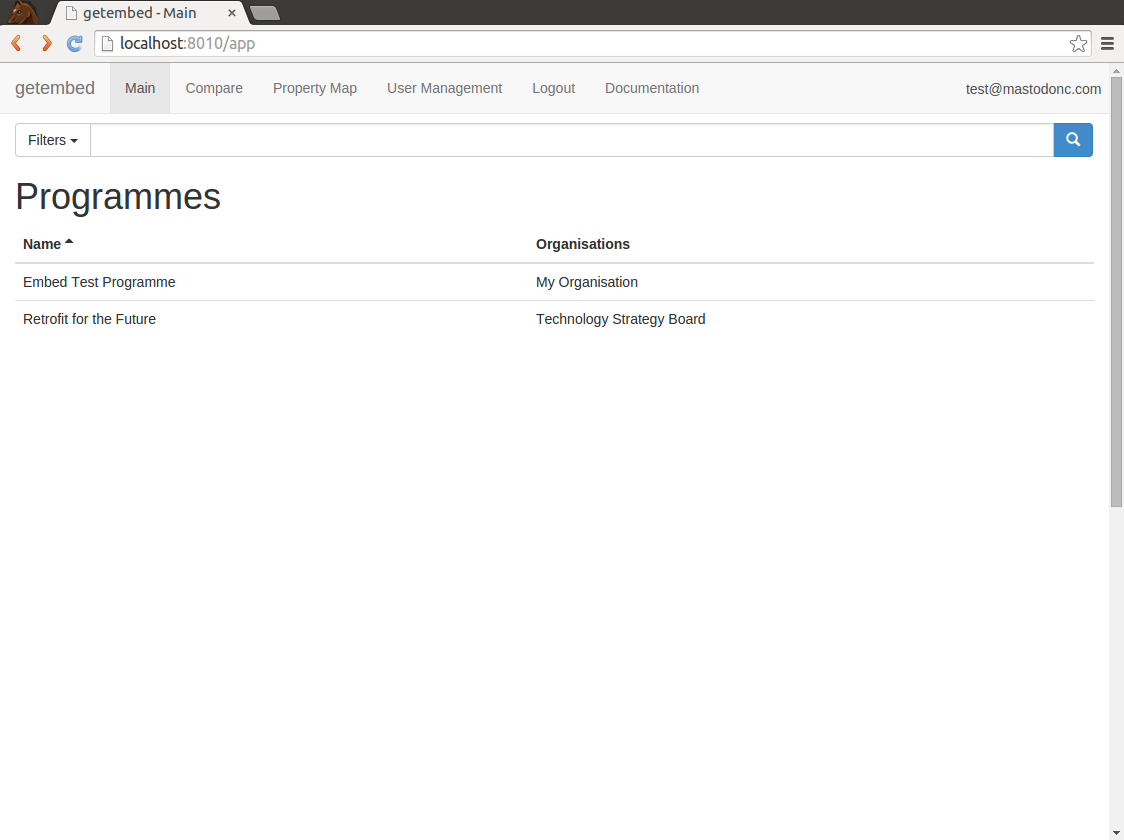 getembed - Main
localhost:8010/app
getembed Main Compare Property Map User Management Logout Documentation test@mastodonc.com
Filters
Programmes
Name Organisations
Embed Test Programme My Organisation
Retrofit for the Future Technology Strategy Board